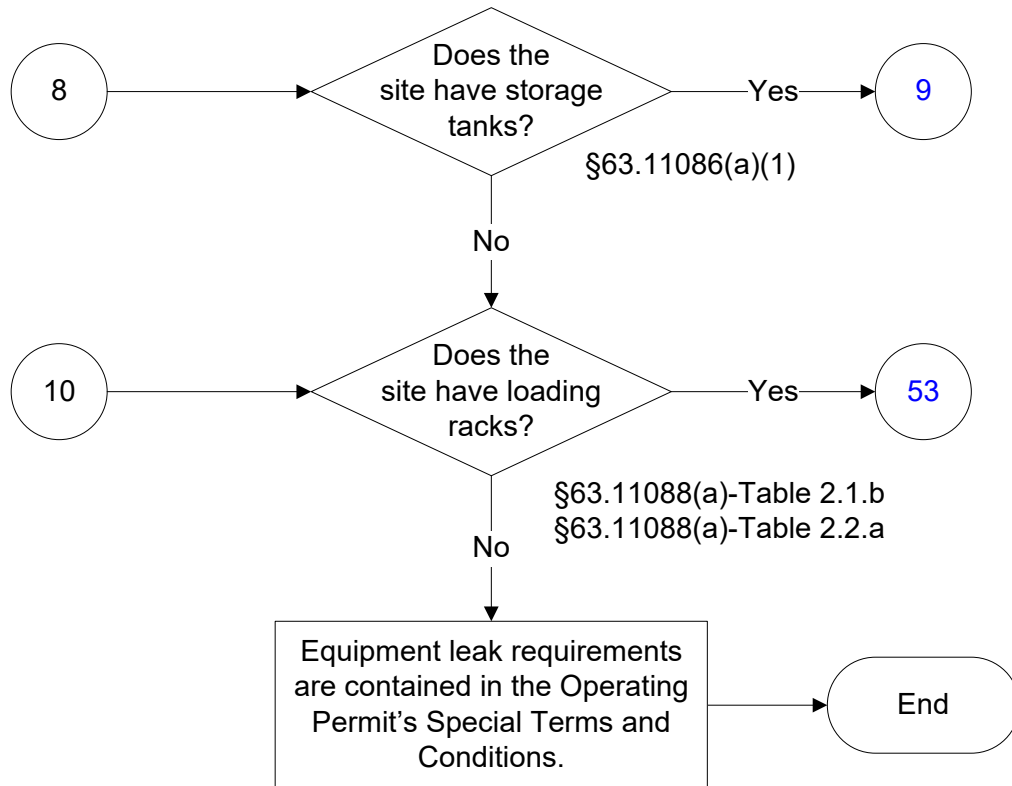 8
Does the
site have storage
tanks?
Yes
9
§63.11086(a)(1)
No
10
Does the
site have loading
racks?
Yes
53
§63.11088(a)-Table 2.1.b
§63.11088(a)-Table 2.2.a
No
Equipment leak requirements
are contained in the Operating
Permit’s Special Terms and
Conditions.
End